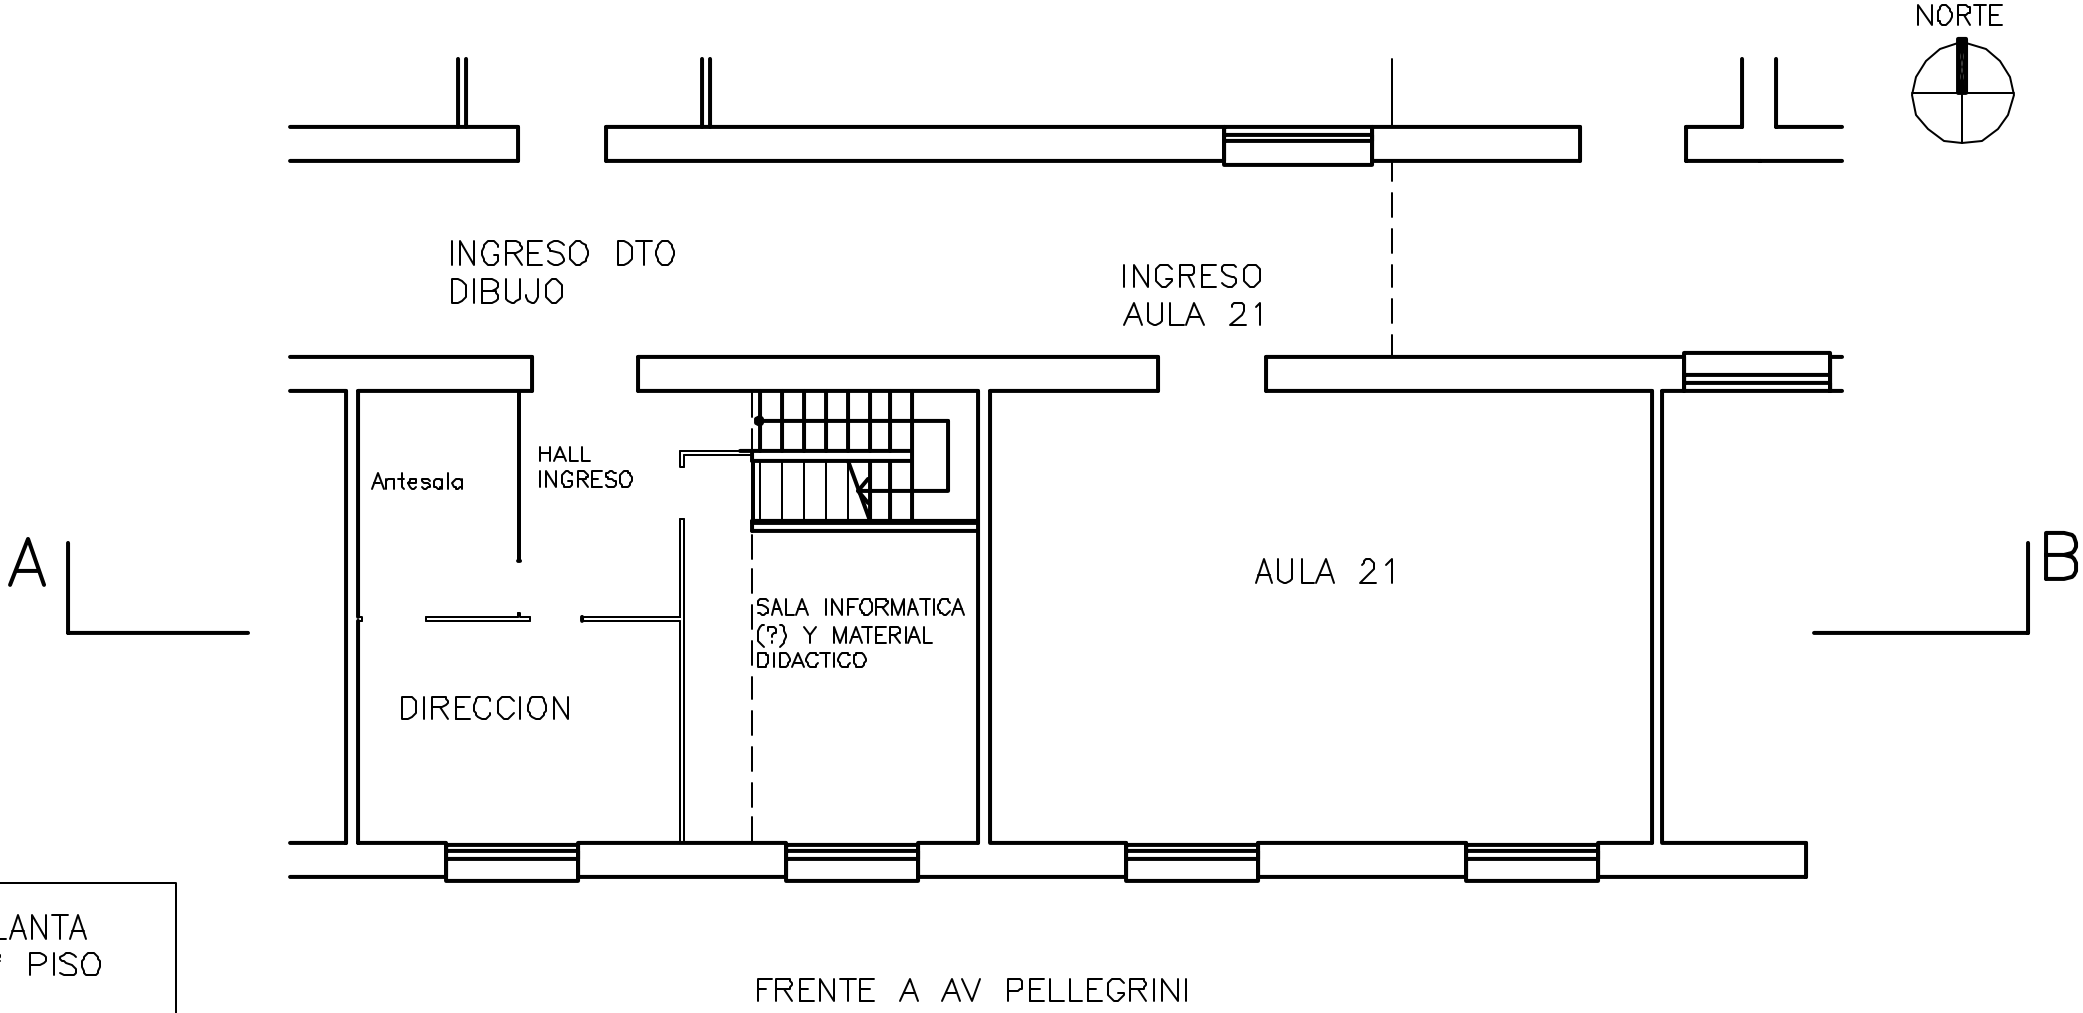 NORTE
INGRESO DTO
DIBUJO
INGRESO
AULA 21
HALL
INGRESO
Antesala
A
B
AULA 21
SALA INFORMATICA
(?) Y MATERIAL
DIDACTICO
DIRECCION
LANTA
PISO
FRENTE A AV PELLEGRINI